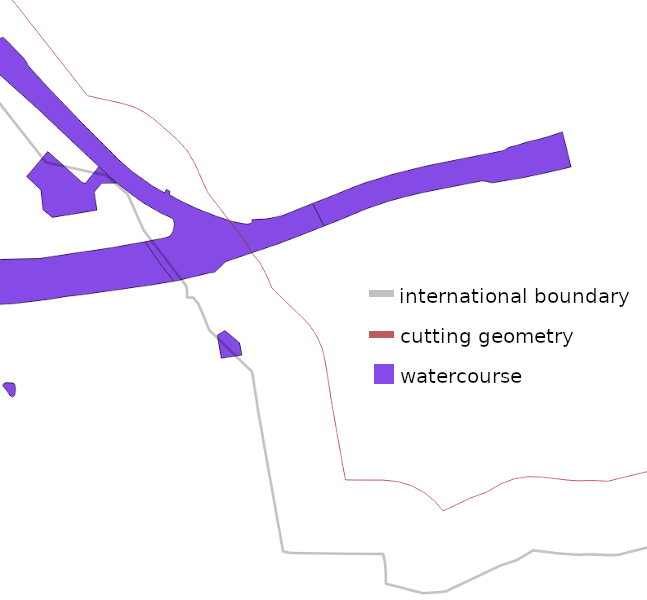 international boundary
cutting geometry
watercourse